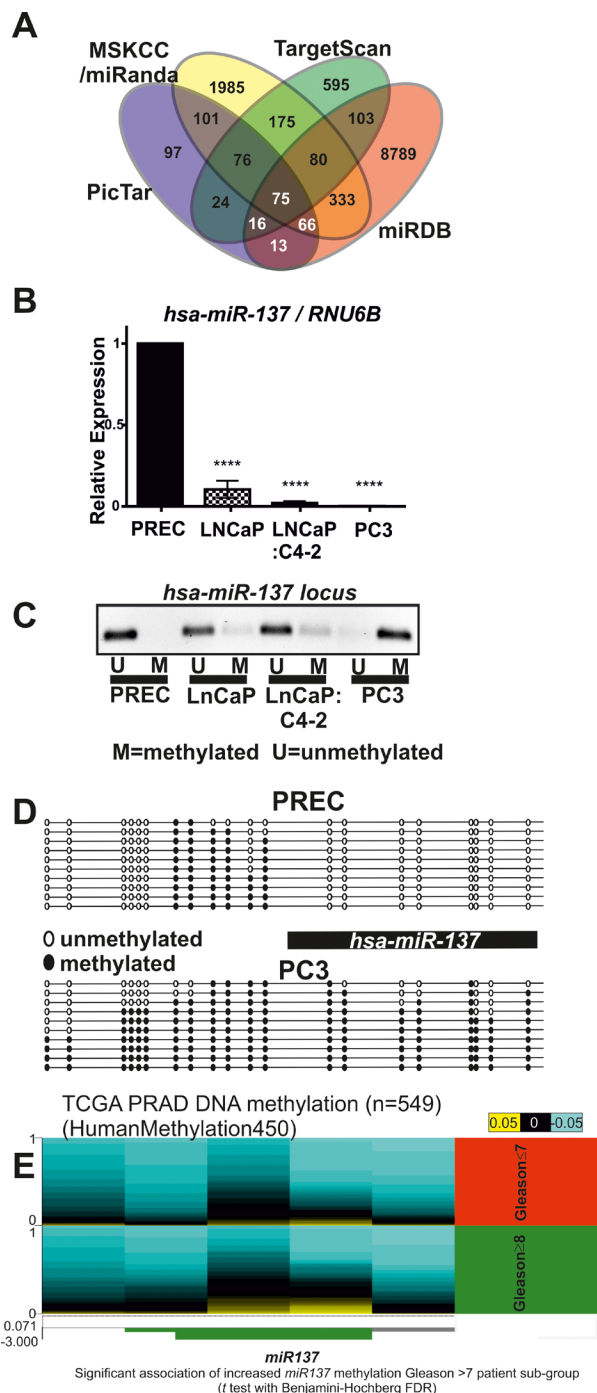 A
MSKCC
/miRanda
TargetScan
1985
595
101
175
103
97
76
80
8789
PicTar
24
75
333
16
66
miRDB
13
B
hsa-miR-137 / RNU6B
Relative Expression
1
0.5
0
****
****
****
PREC
LNCaP
LNCaP
:C4-2
PC3
C
hsa-miR-137 locus
U M U M U M U M
PREC
LnCaP
LnCaP:
C4-2
PC3
M=methylated U=unmethylated
D
PREC
unmethylated
methylated
hsa-miR-137
PC3
TCGA PRAD DNA methylation (n=549)
(HumanMethylation450)
0.05 0 -0.05
E
1
0
Gleason≤7
1
0
Gleason≥8
0.071
-3.000
miR137
Significant association of increased miR137 methylation Gleason >7 patient sub-group
(t test with Benjamini-Hochberg FDR)